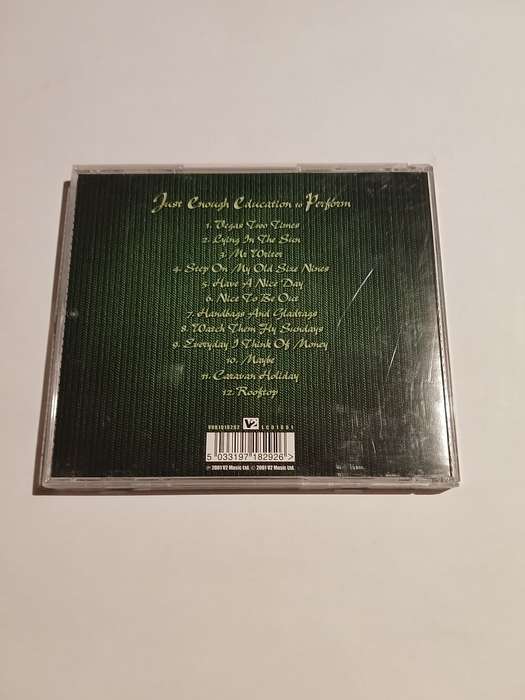 Just Enough Education to Perform
1. Vegas Two Times
2. Lying In The Sun
3. Mr Writer
4. Step On My Old Size Nines
5. Have A Nice Day
6. Nice To Be Out
7. Handbags And Gladrags
8. Watch Them Fly Sundays
9. Everyday I Think Of Money
10. Maybe
11. Caravan Holiday
12. Rooftop
V2
5 033197 182926 >
℗ 2001 V2 Music Ltd. © 2001 V2 Music Ltd.